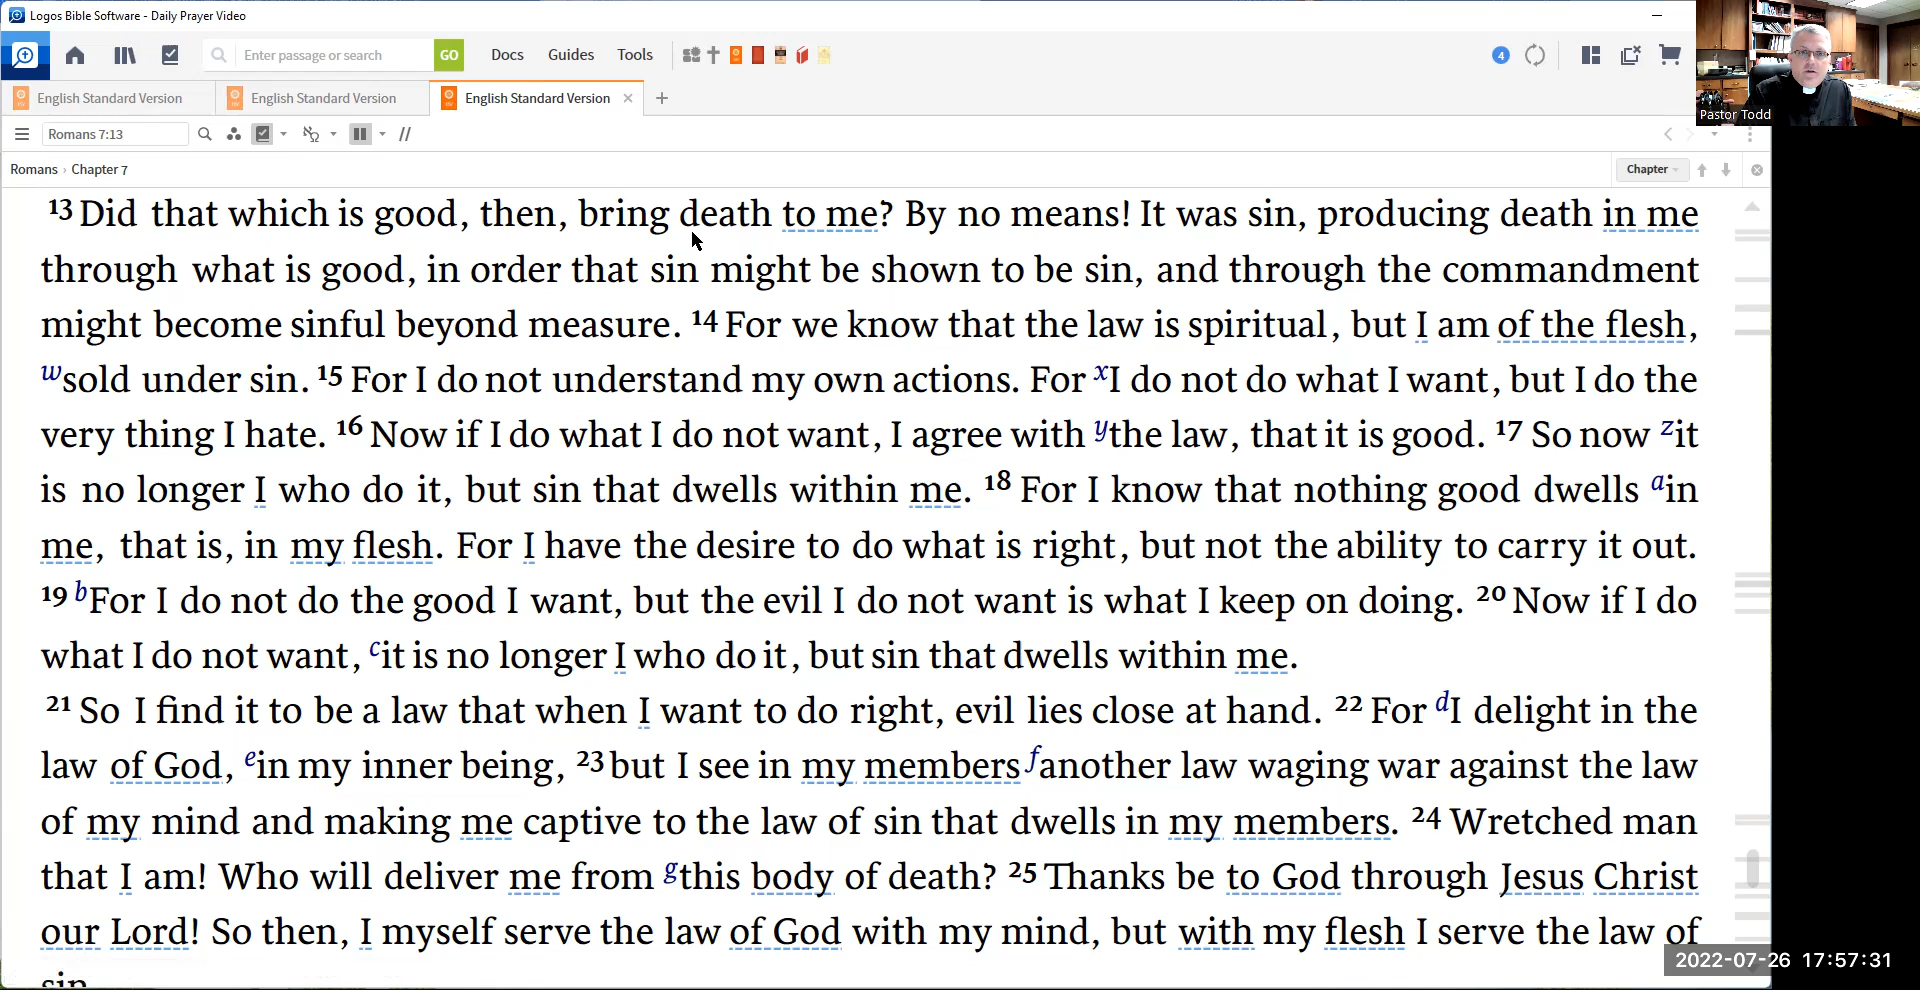 Logos Bible Software - Daily Prayer Video
Enter passage or search GO Docs Guides Tools 4
English Standard Version English Standard Version English Standard Version
Pastor Todd
Romans 7:13
Romans › Chapter 7 Chapter
13 Did that which is good, then, bring death to me? By no means! It was sin, producing death in me
through what is good, in order that sin might be shown to be sin, and through the commandment
might become sinful beyond measure. 14 For we know that the law is spiritual, but I am of the flesh,
w sold under sin. 15 For I do not understand my own actions. For x I do not do what I want, but I do the
very thing I hate. 16 Now if I do what I do not want, I agree with y the law, that it is good. 17 So now z it
is no longer I who do it, but sin that dwells within me. 18 For I know that nothing good dwells a in
me, that is, in my flesh. For I have the desire to do what is right, but not the ability to carry it out.
19 b For I do not do the good I want, but the evil I do not want is what I keep on doing. 20 Now if I do
what I do not want, c it is no longer I who do it, but sin that dwells within me.
21 So I find it to be a law that when I want to do right, evil lies close at hand. 22 For d I delight in the
law of God, e in my inner being, 23 but I see in my members f another law waging war against the law
of my mind and making me captive to the law of sin that dwells in my members. 24 Wretched man
that I am! Who will deliver me from g this body of death? 25 Thanks be to God through Jesus Christ
our Lord! So then, I myself serve the law of God with my mind, but with my flesh I serve the law of
sin
2022-07-26 17:57:31